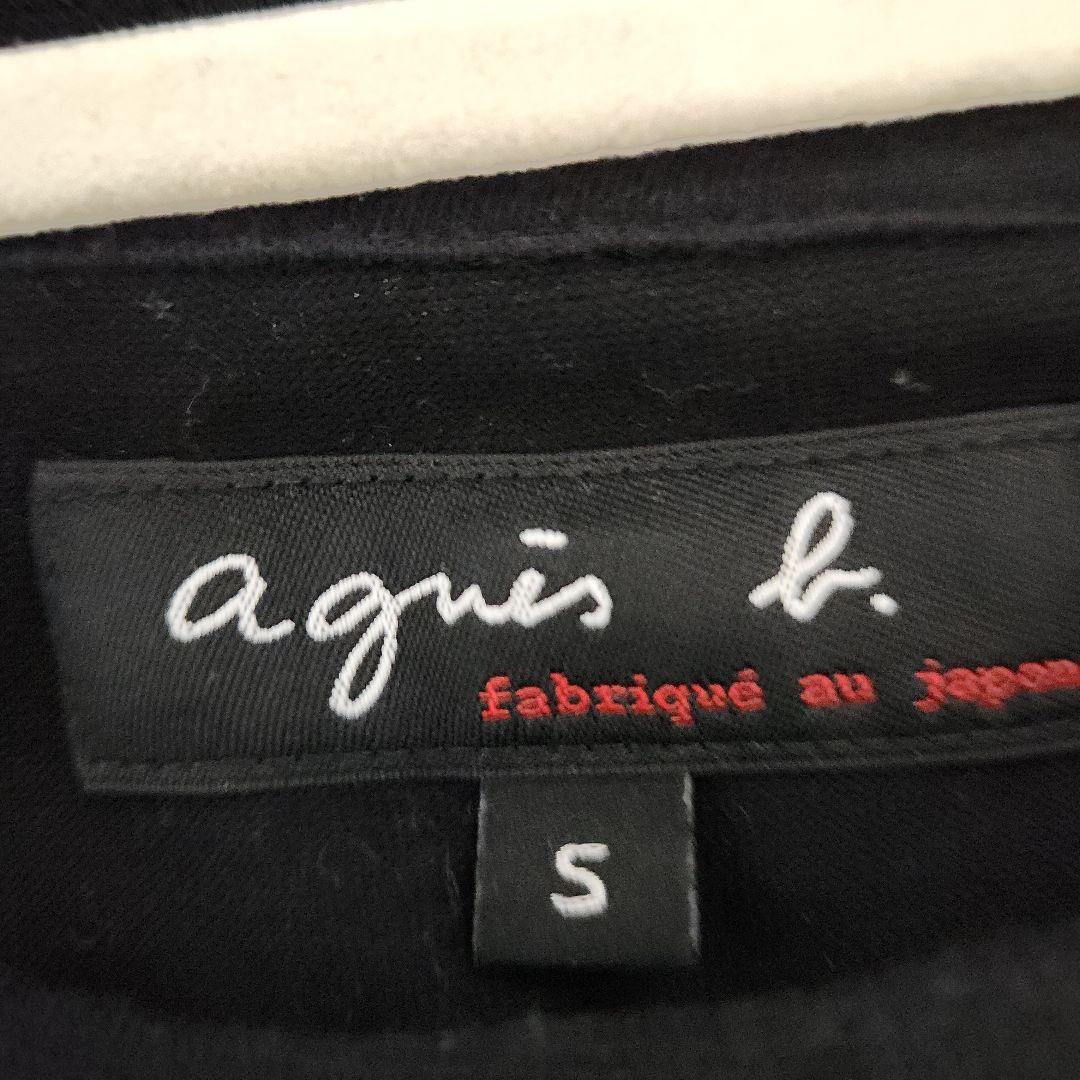 agnès b.
fabriqué au japon
S